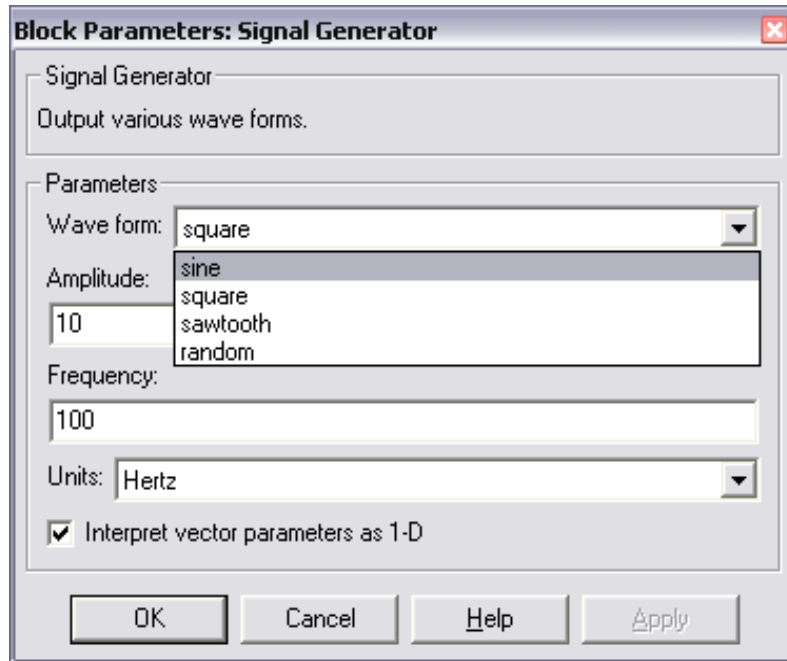 Block Parameters: Signal Generator
Signal Generator
Output various wave forms.
Parameters
Wave form: square
sine
square
sawtooth
random
Amplitude:
10
Frequency:
100
Units: Hertz
Interpret vector parameters as 1-D
OK Cancel Help Apply